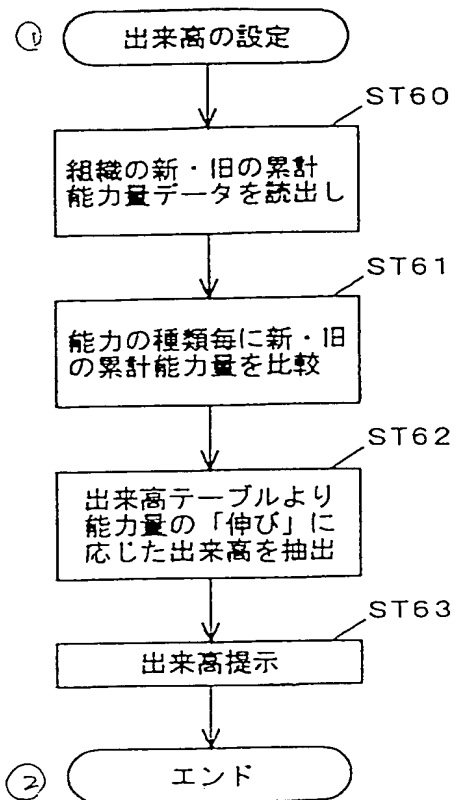 ① 出来高の設定
ST60
組織の新・旧の累計
能力量データを読出し
ST61
能力の種類毎に新・旧
の累計能力量を比較
ST62
出来高テーブルより
能力量の「伸び」に
応じた出来高を抽出
ST63
出来高提示
② エンド